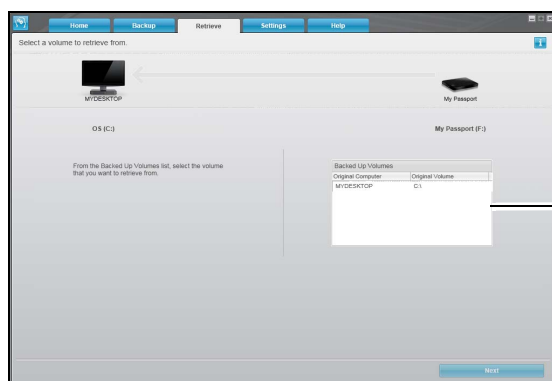 Home Backup Retrieve Settings Help
Select a volume to retrieve from.
MYDESKTOP
My Passport
OS (C:)
My Passport (F:)
From the Backed Up Volumes list, select the volume
that you want to retrieve from.
Backed Up Volumes
Original Computer Original Volume
MYDESKTOP C:\
Next